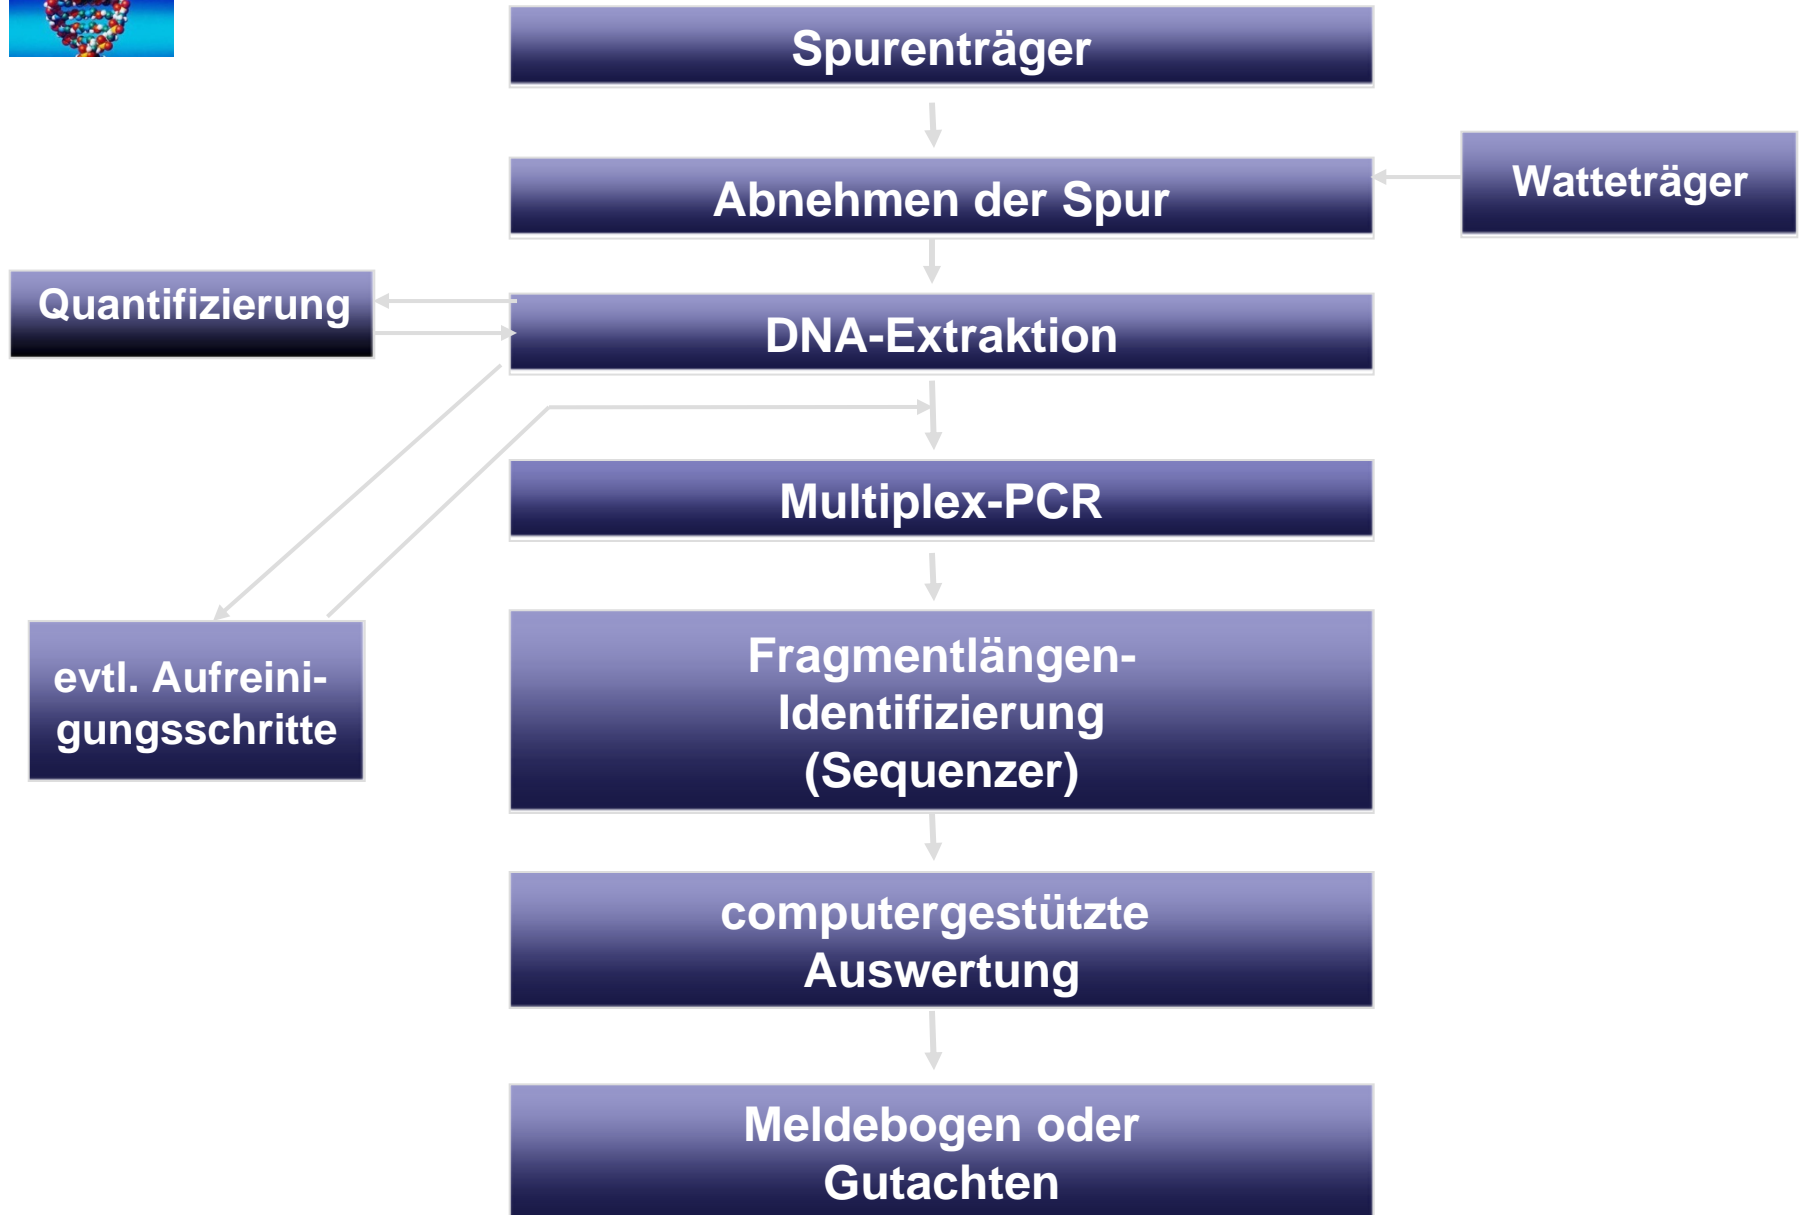 Spurenträger
Abnehmen der Spur
Watteträger
Quantifizierung
DNA-Extraktion
Multiplex-PCR
evtl. Aufreini-
gungsschritte
Fragmentlängen-
Identifizierung
(Sequenzer)
computergestützte
Auswertung
Meldebogen oder
Gutachten